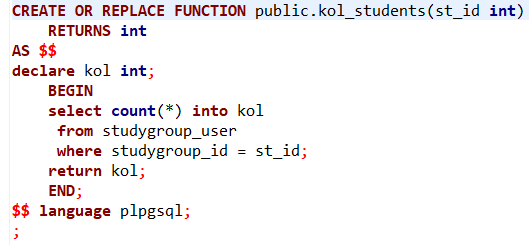 CREATE OR REPLACE FUNCTION public.kol_students(st_id int)
    RETURNS int
AS $$
declare kol int;
    BEGIN
    select count(*) into kol
     from studygroup_user
     where studygroup_id = st_id;
    return kol;
    END;
$$ language plpgsql;
;